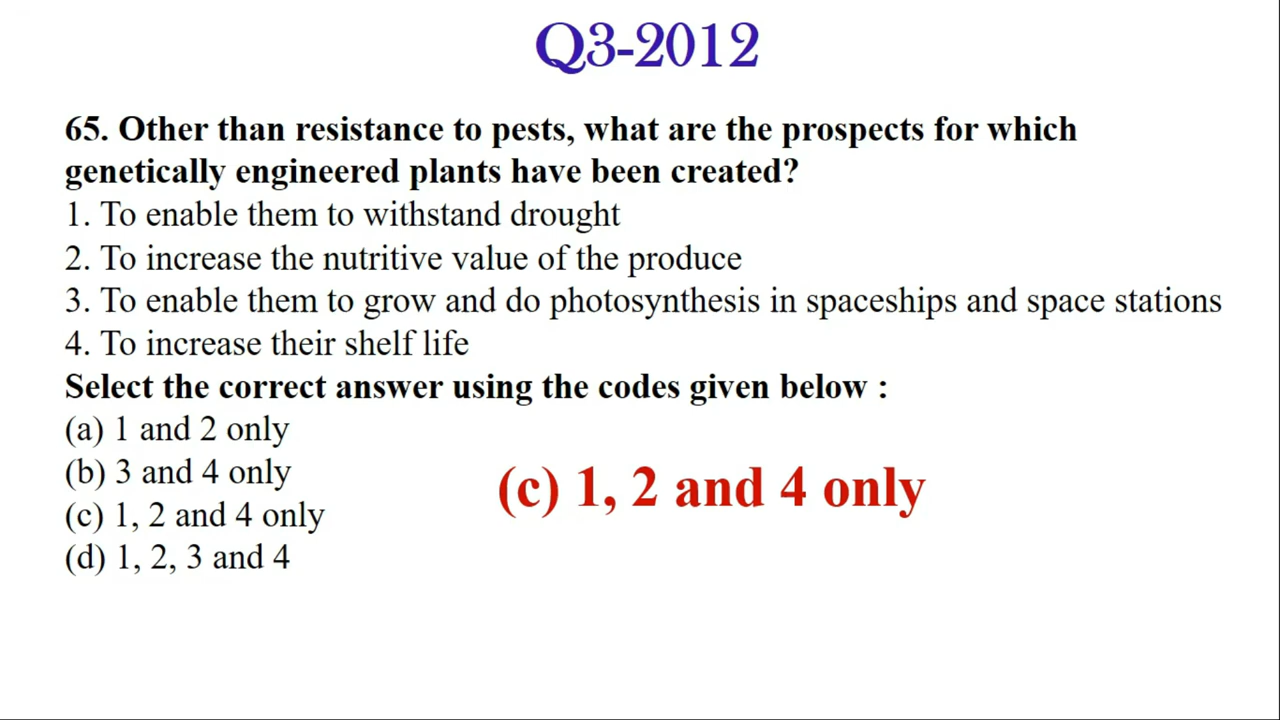 Q3-2012
65. Other than resistance to pests, what are the prospects for which
genetically engineered plants have been created?
1. To enable them to withstand drought
2. To increase the nutritive value of the produce
3. To enable them to grow and do photosynthesis in spaceships and space stations
4. To increase their shelf life
Select the correct answer using the codes given below :
(a) 1 and 2 only
(b) 3 and 4 only
(c) 1, 2 and 4 only
(d) 1, 2, 3 and 4
(c) 1, 2 and 4 only